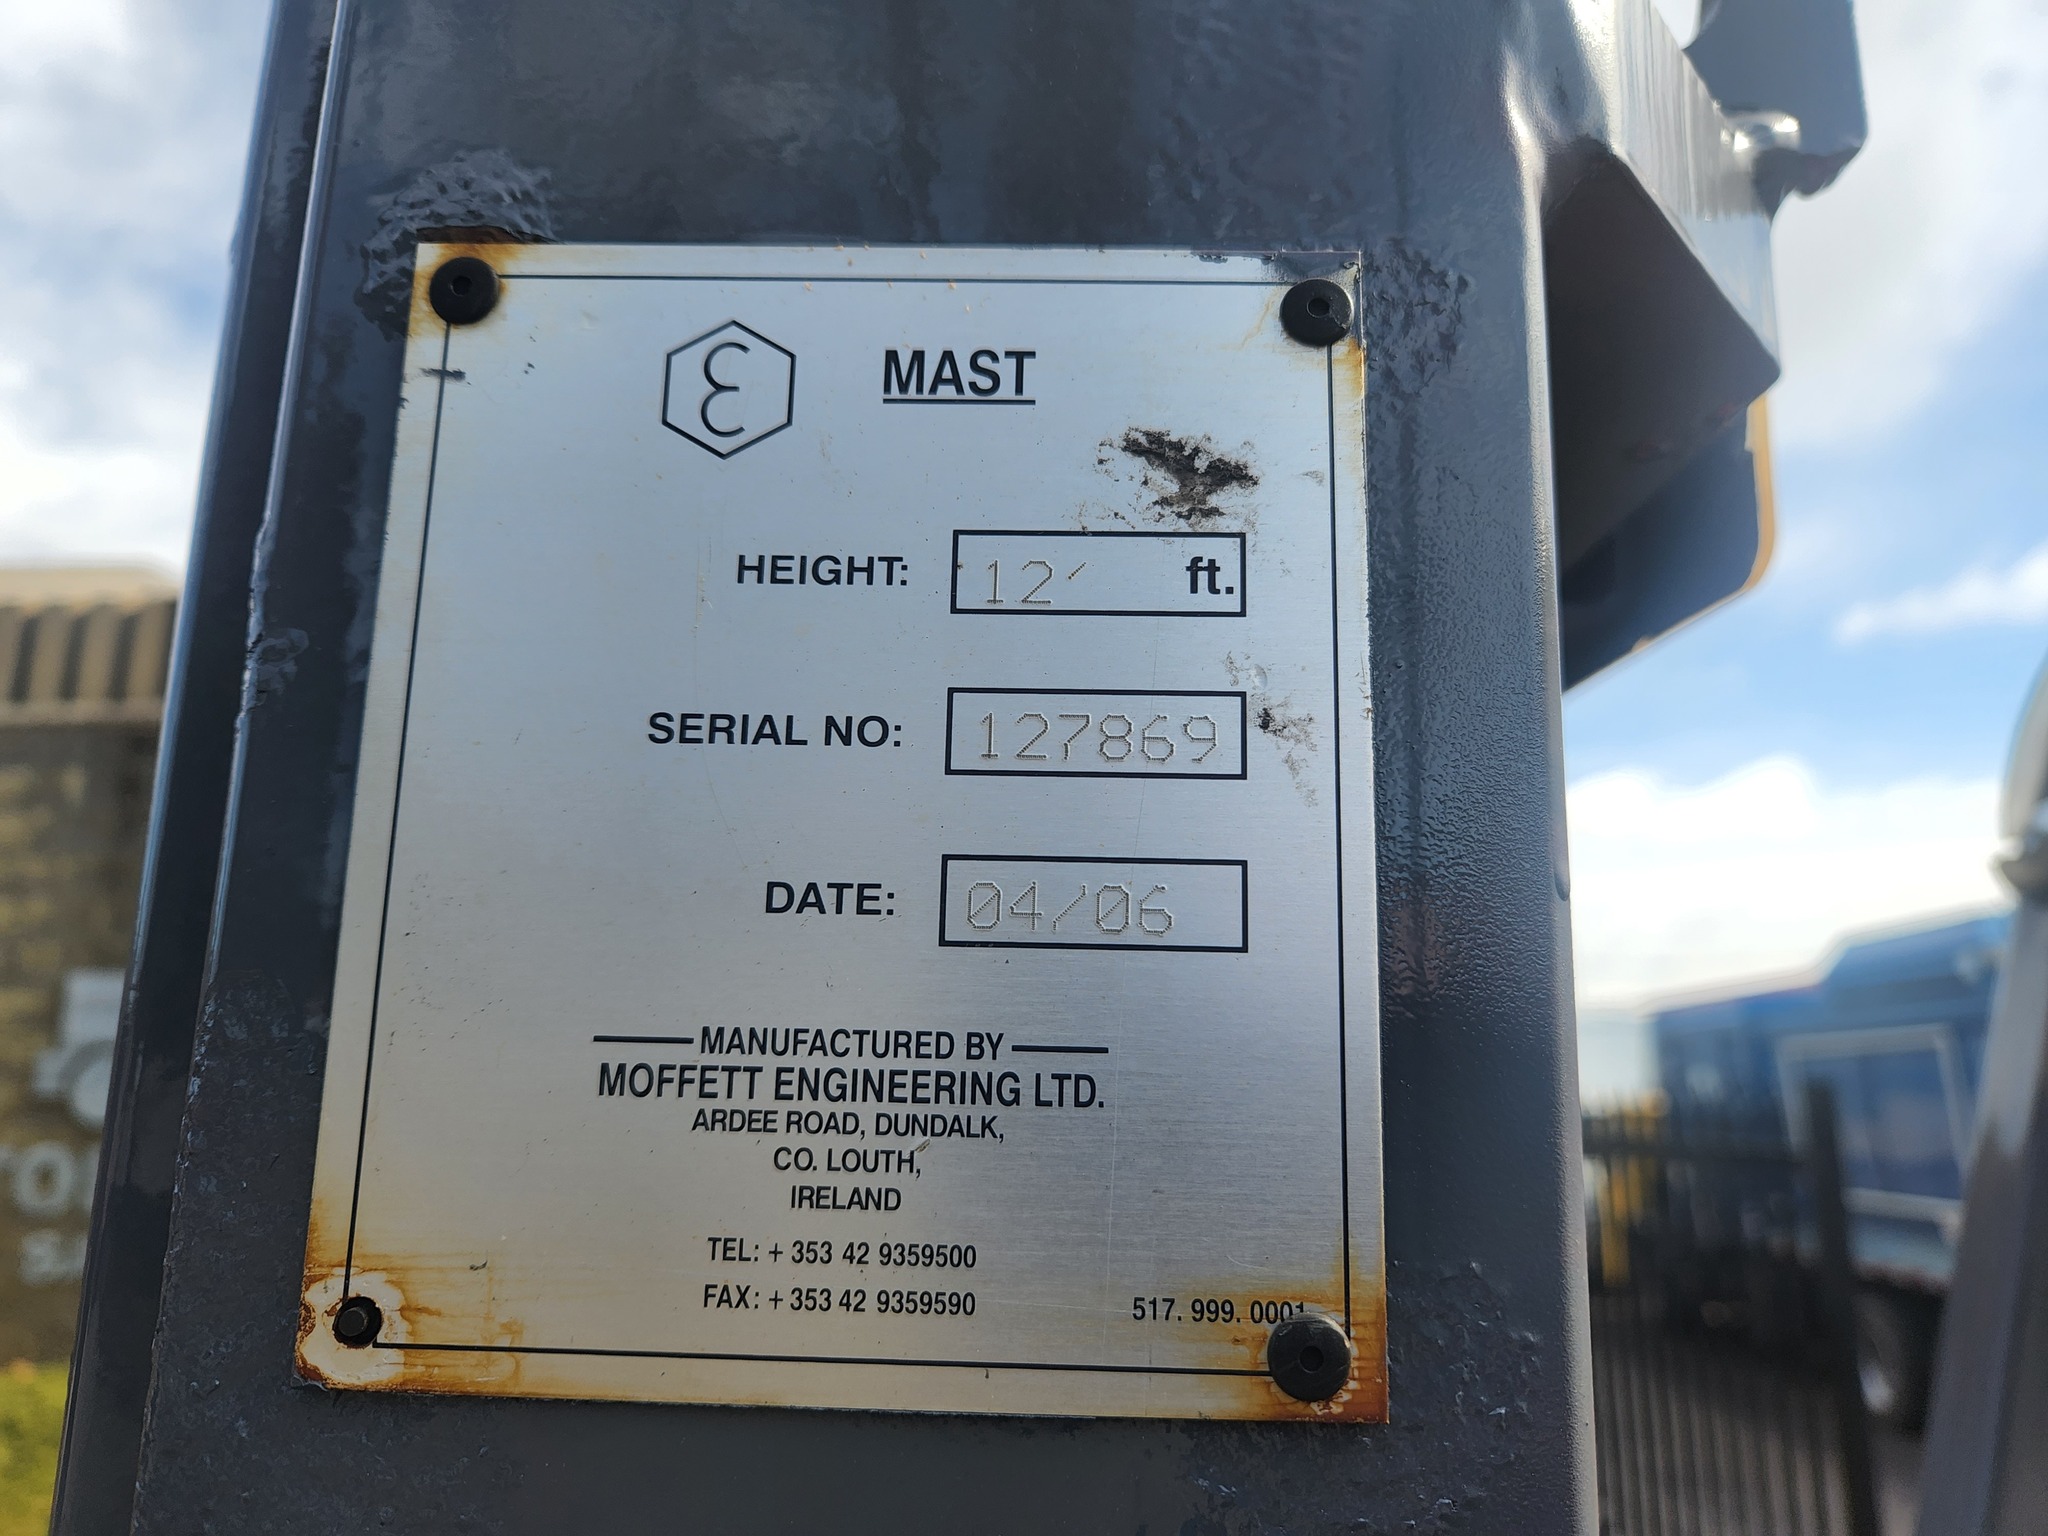 Ɛ MAST
HEIGHT: 12' ft.
SERIAL NO: 127869
DATE: 04/06
MANUFACTURED BY
MOFFETT ENGINEERING LTD.
ARDEE ROAD, DUNDALK,
CO. LOUTH,
IRELAND
TEL: + 353 42 9359500
FAX: + 353 42 9359590
517. 999. 0001